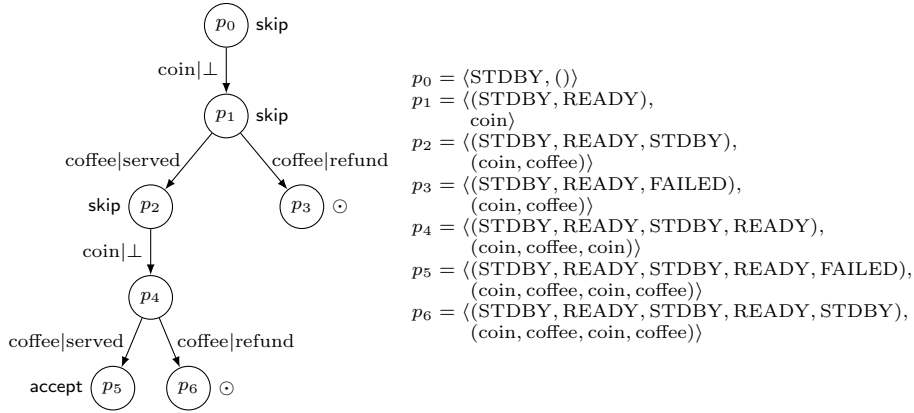 p0 skip
coin|⊥
p1 skip
coffee|served coffee|refund
skip p2 p3 ⊙
coin|⊥
p4
coffee|served coffee|refund
accept p5 p6 ⊙
p0 = ⟨STDBY, ()⟩
p1 = ⟨(STDBY, READY),
coin⟩
p2 = ⟨(STDBY, READY, STDBY),
(coin, coffee)⟩
p3 = ⟨(STDBY, READY, FAILED),
(coin, coffee)⟩
p4 = ⟨(STDBY, READY, STDBY, READY),
(coin, coffee, coin)⟩
p5 = ⟨(STDBY, READY, STDBY, READY, FAILED),
(coin, coffee, coin, coffee)⟩
p6 = ⟨(STDBY, READY, STDBY, READY, STDBY),
(coin, coffee, coin, coffee)⟩